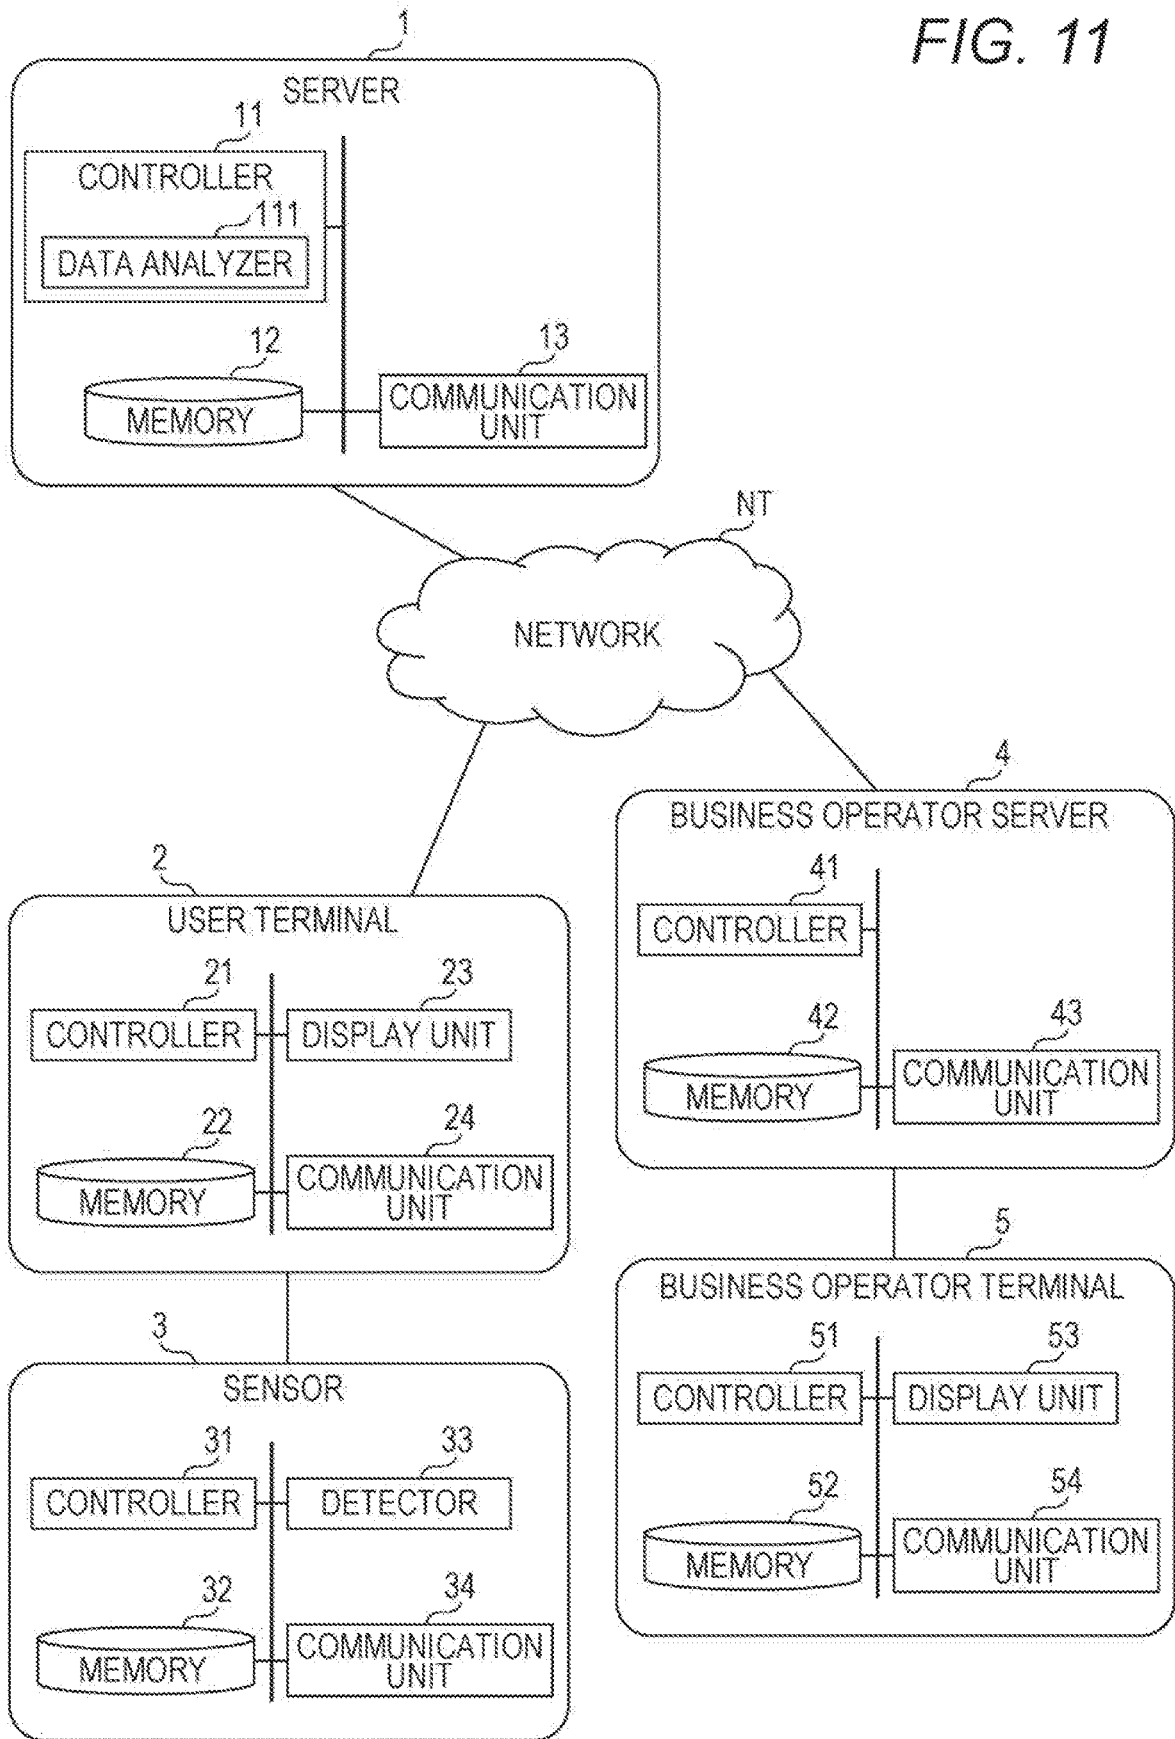 FIG. 11
1
SERVER
11
CONTROLLER
111
DATA ANALYZER
12
MEMORY
13
COMMUNICATION
UNIT
NT
NETWORK
2
USER TERMINAL
21
CONTROLLER
23
DISPLAY UNIT
22
MEMORY
24
COMMUNICATION
UNIT
3
SENSOR
31
CONTROLLER
33
DETECTOR
32
MEMORY
34
COMMUNICATION
UNIT
4
BUSINESS OPERATOR SERVER
41
CONTROLLER
42
MEMORY
43
COMMUNICATION
UNIT
5
BUSINESS OPERATOR TERMINAL
51
CONTROLLER
53
DISPLAY UNIT
52
MEMORY
54
COMMUNICATION
UNIT